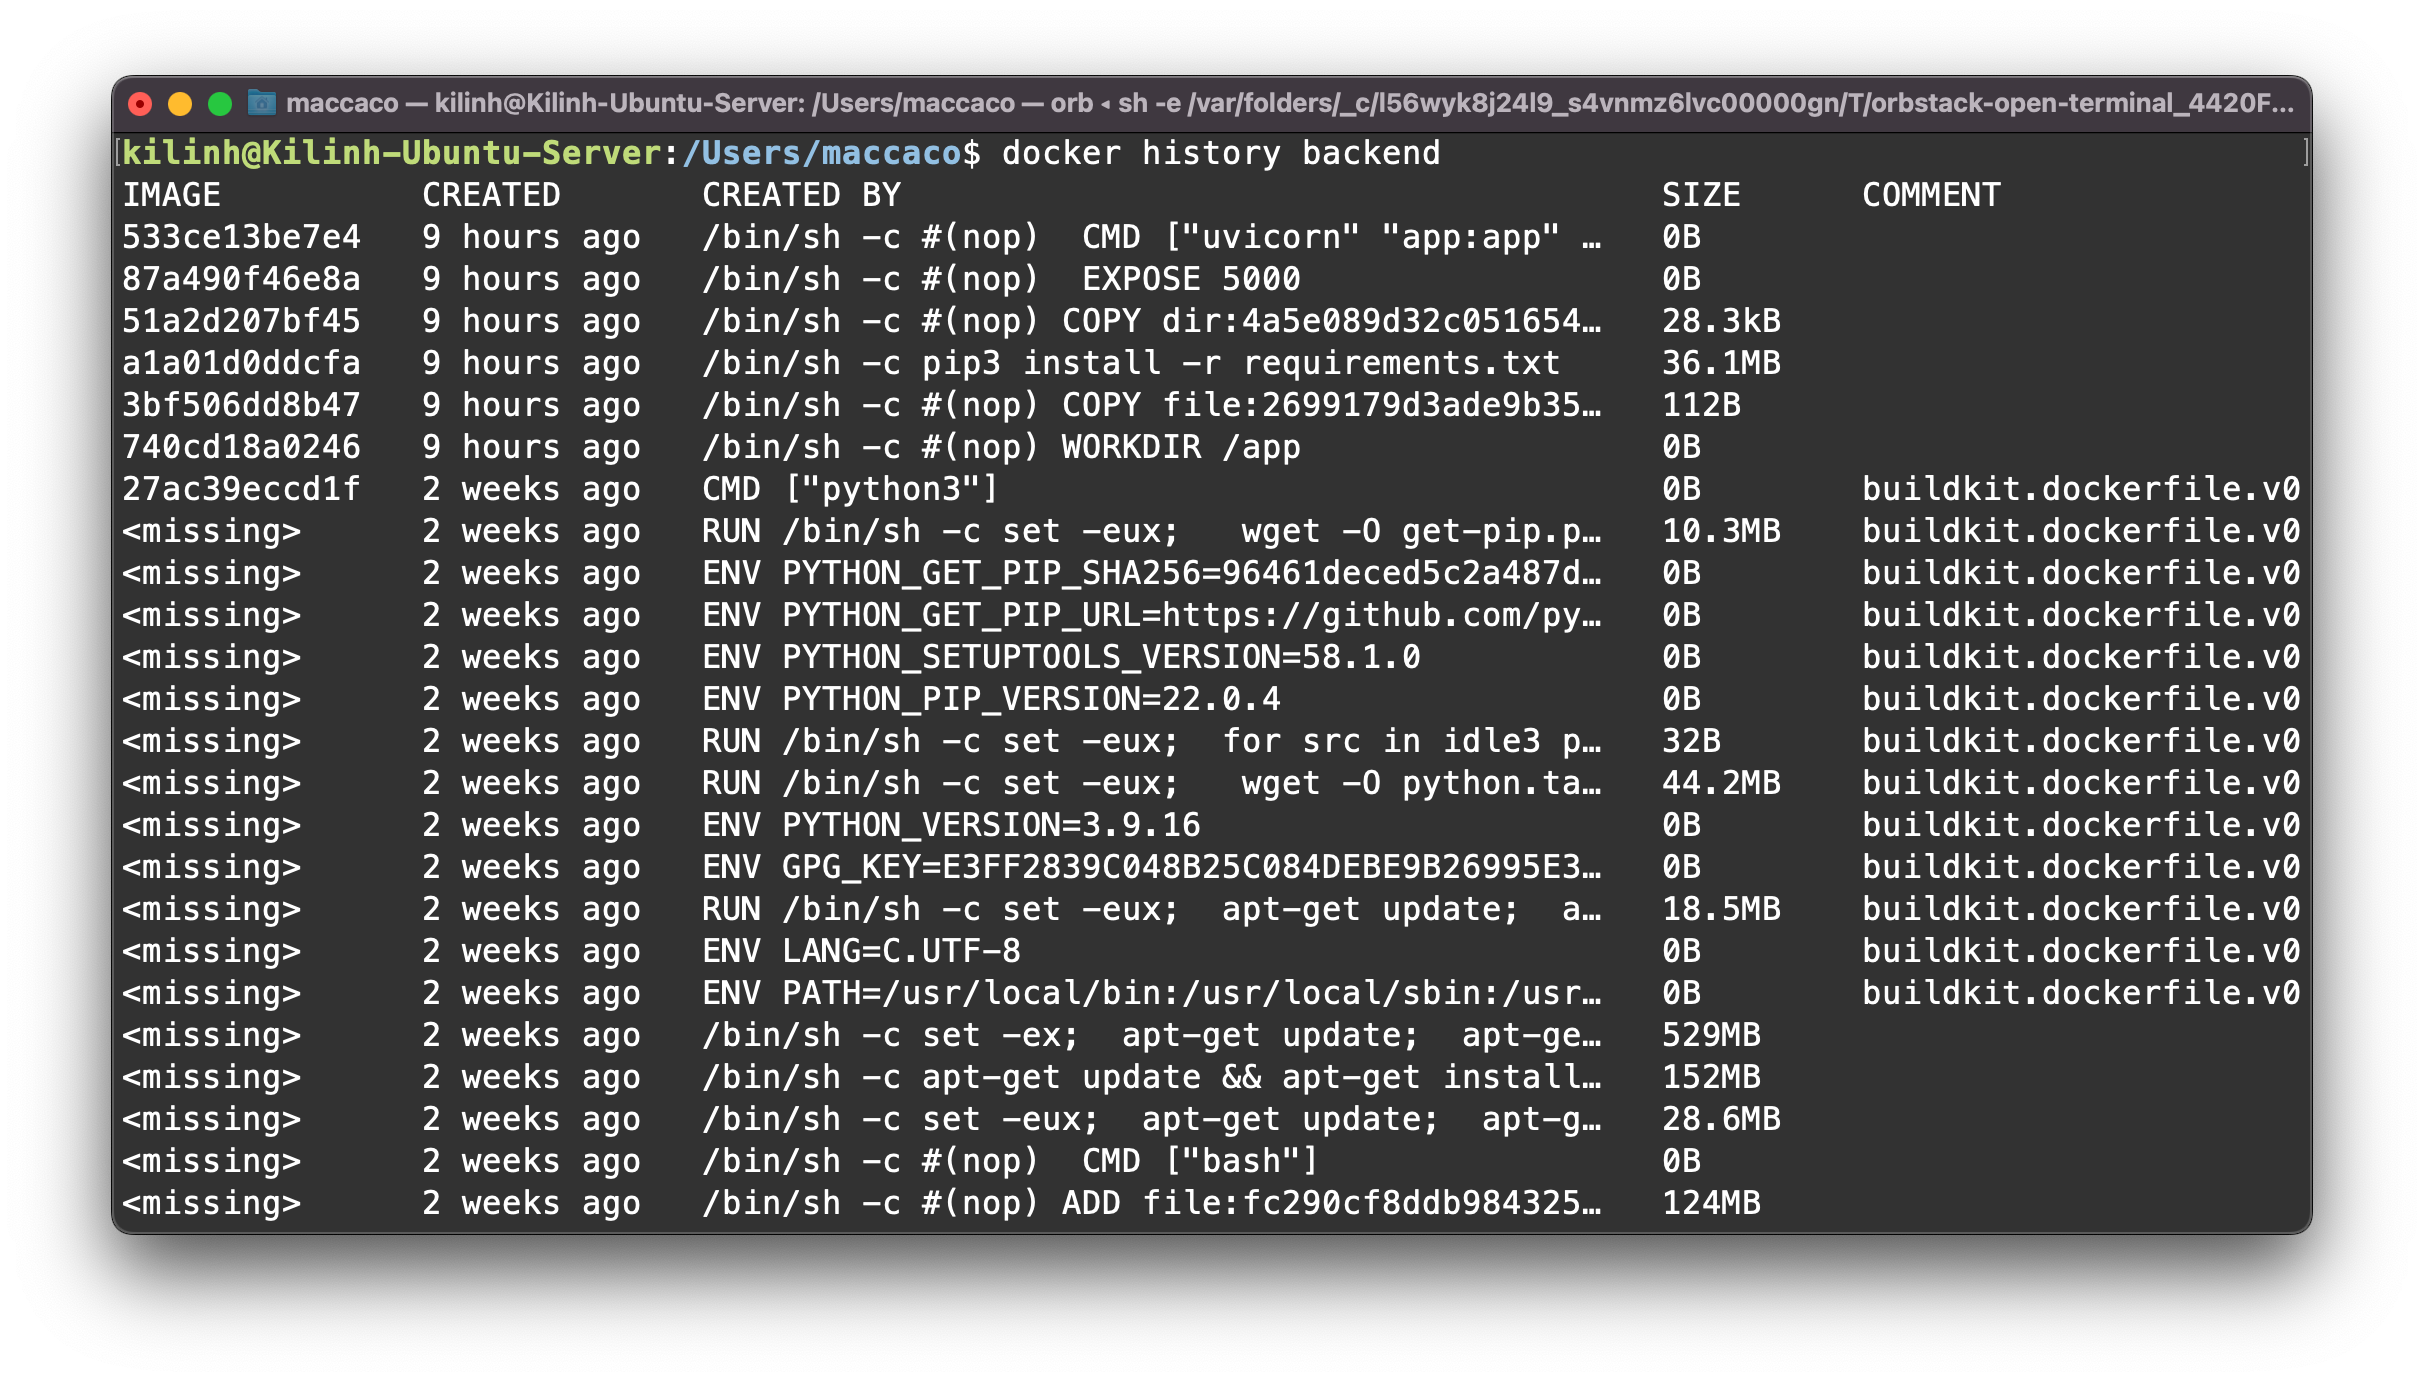 maccaco — kilinh@Kilinh-Ubuntu-Server: /Users/maccaco — orb ◂ sh -e /var/folders/_c/l56wyk8j24l9_s4vnmz6lvc00000gn/T/orbstack-open-terminal_4420F...
[kilinh@Kilinh-Ubuntu-Server:/Users/maccaco$ docker history backend ]
IMAGE CREATED CREATED BY SIZE COMMENT
533ce13be7e4 9 hours ago /bin/sh -c #(nop)  CMD ["uvicorn" "app:app" … 0B
87a490f46e8a 9 hours ago /bin/sh -c #(nop)  EXPOSE 5000 0B
51a2d207bf45 9 hours ago /bin/sh -c #(nop) COPY dir:4a5e089d32c051654… 28.3kB
a1a01d0ddcfa 9 hours ago /bin/sh -c pip3 install -r requirements.txt 36.1MB
3bf506dd8b47 9 hours ago /bin/sh -c #(nop) COPY file:2699179d3ade9b35… 112B
740cd18a0246 9 hours ago /bin/sh -c #(nop) WORKDIR /app 0B
27ac39eccd1f 2 weeks ago CMD ["python3"] 0B buildkit.dockerfile.v0
<missing> 2 weeks ago RUN /bin/sh -c set -eux;   wget -O get-pip.p… 10.3MB buildkit.dockerfile.v0
<missing> 2 weeks ago ENV PYTHON_GET_PIP_SHA256=96461deced5c2a487d… 0B buildkit.dockerfile.v0
<missing> 2 weeks ago ENV PYTHON_GET_PIP_URL=https://github.com/py… 0B buildkit.dockerfile.v0
<missing> 2 weeks ago ENV PYTHON_SETUPTOOLS_VERSION=58.1.0 0B buildkit.dockerfile.v0
<missing> 2 weeks ago ENV PYTHON_PIP_VERSION=22.0.4 0B buildkit.dockerfile.v0
<missing> 2 weeks ago RUN /bin/sh -c set -eux;  for src in idle3 p… 32B buildkit.dockerfile.v0
<missing> 2 weeks ago RUN /bin/sh -c set -eux;   wget -O python.ta… 44.2MB buildkit.dockerfile.v0
<missing> 2 weeks ago ENV PYTHON_VERSION=3.9.16 0B buildkit.dockerfile.v0
<missing> 2 weeks ago ENV GPG_KEY=E3FF2839C048B25C084DEBE9B26995E3… 0B buildkit.dockerfile.v0
<missing> 2 weeks ago RUN /bin/sh -c set -eux;  apt-get update;  a… 18.5MB buildkit.dockerfile.v0
<missing> 2 weeks ago ENV LANG=C.UTF-8 0B buildkit.dockerfile.v0
<missing> 2 weeks ago ENV PATH=/usr/local/bin:/usr/local/sbin:/usr… 0B buildkit.dockerfile.v0
<missing> 2 weeks ago /bin/sh -c set -ex;  apt-get update;  apt-ge… 529MB
<missing> 2 weeks ago /bin/sh -c apt-get update && apt-get install… 152MB
<missing> 2 weeks ago /bin/sh -c set -eux;  apt-get update;  apt-g… 28.6MB
<missing> 2 weeks ago /bin/sh -c #(nop)  CMD ["bash"] 0B
<missing> 2 weeks ago /bin/sh -c #(nop) ADD file:fc290cf8ddb984325… 124MB